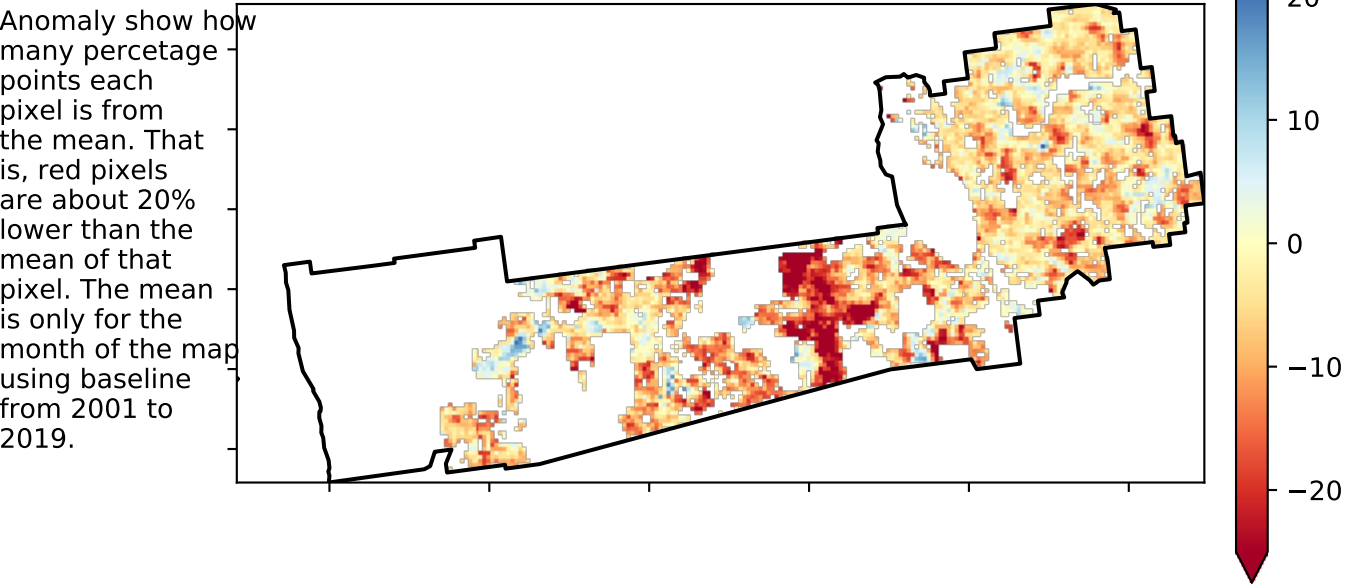 Anomaly show how
many percetage
points each
pixel is from
the mean. That
is, red pixels
are about 20%
lower than the
mean of that
pixel. The mean
is only for the
month of the map
using baseline
from 2001 to
2019.
20
10
0
−10
−20